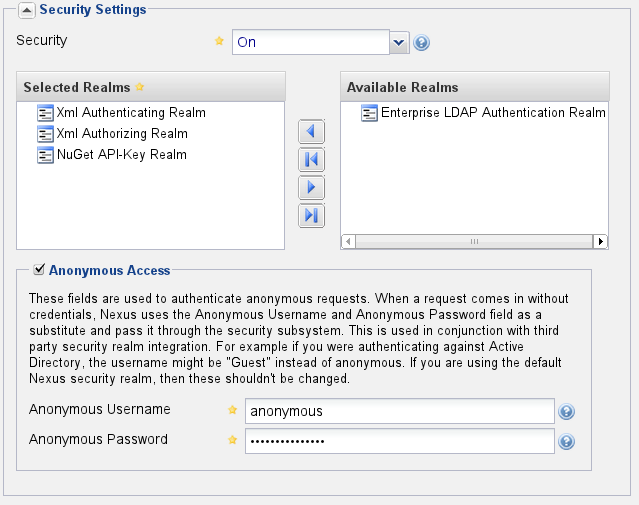 Security Settings
Security
On
Selected Realms
Xml Authenticating Realm
Xml Authorizing Realm
NuGet API-Key Realm
Available Realms
Enterprise LDAP Authentication Realm
Anonymous Access
These fields are used to authenticate anonymous requests. When a request comes in without
credentials, Nexus uses the Anonymous Username and Anonymous Password field as a
substitute and pass it through the security subsystem. This is used in conjunction with third
party security realm integration. For example if you were authenticating against Active
Directory, the username might be "Guest" instead of anonymous. If you are using the default
Nexus security realm, then these shouldn't be changed.
Anonymous Username
anonymous
Anonymous Password
•••••••••••••••